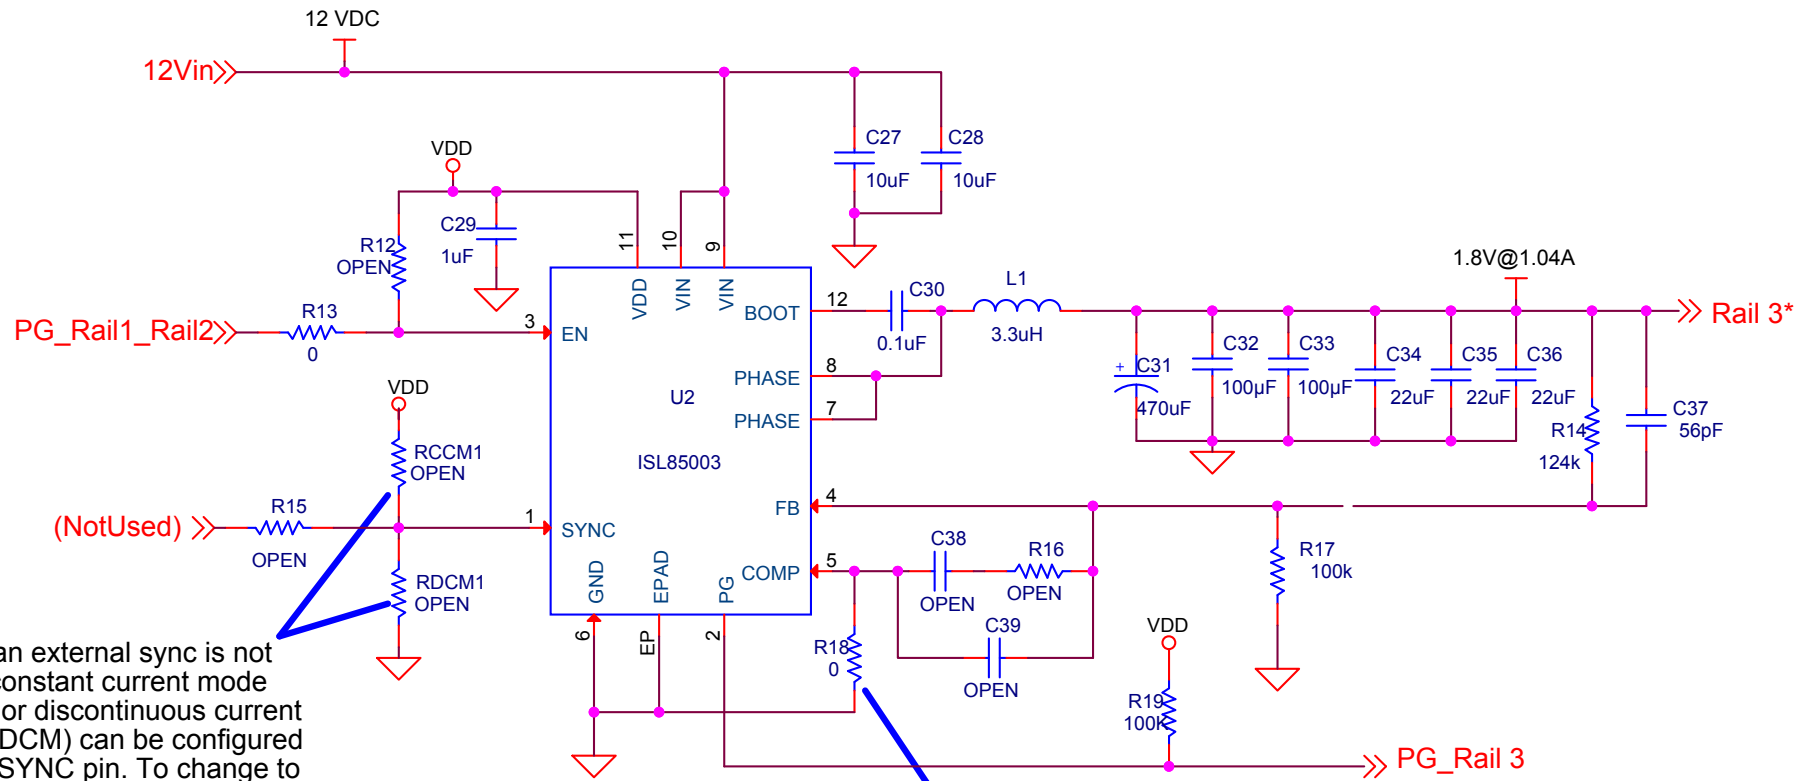 12 VDC
12Vin
VDD
C27
10uF
C28
10uF
C29
1uF
R12
OPEN
R13
0
PG_Rail1_Rail2
3
EN
11
VDD
10
VIN
9
VIN
BOOT
12
C30
0.1uF
L1
3.3uH
1.8V@1.04A
Rail 3*
PHASE
8
PHASE
7
U2
ISL85003
+
C31
470uF
C32
100µF
C33
100µF
C34
22uF
C35
22uF
C36
22uF
R14
124k
C37
56pF
VDD
RCCM1
OPEN
R15
OPEN
(NotUsed)
1
SYNC
RDCM1
OPEN
FB
4
COMP
5
C38
OPEN
R16
OPEN
C39
OPEN
R17
100k
GND
6
EPAD
EP
PG
2
R18
0
VDD
R19
100K
PG_Rail 3
an external sync is not
constant current mode
or discontinuous current
DCM) can be configured
SYNC pin. To change to